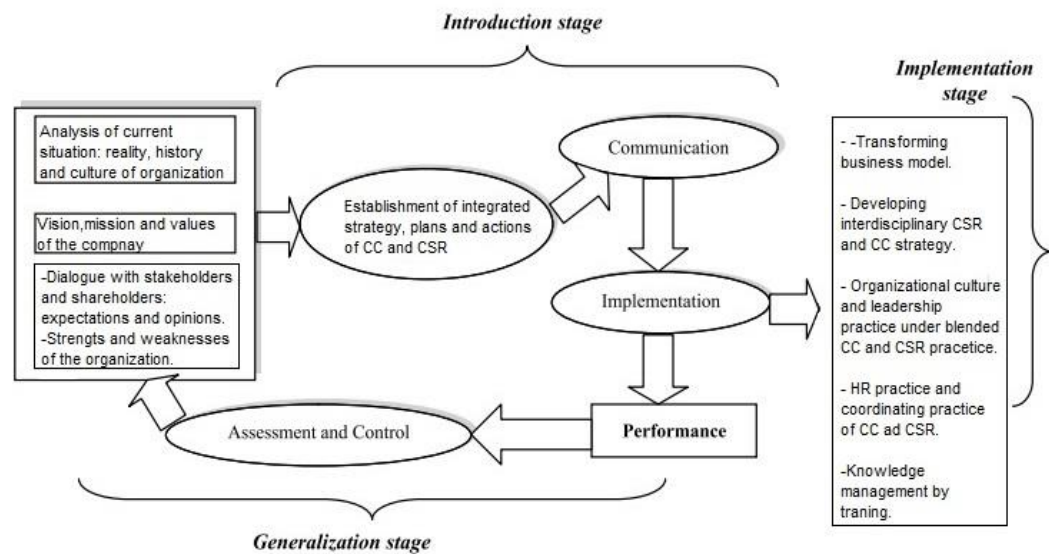 Introduction stage
Implementation
stage
Analysis of current
situation: reality, history
and culture of organization
Vision,mission and values
of the compnay
-Dialogue with stakeholders
and shareholders:
expectations and opinions.
-Strengts and weaknesses
of the organization.
Establishment of integrated
strategy, plans and actions
of CC and CSR
Communication
Implementation
Performance
Assessment and Control
- -Transforming
business model.
- Developing
interdisciplinary CSR
and CC strategy.
- Organizational culture
and leadership
practice under blended
CC and CSR pracetice.
- HR practice and
coordinating practice
of CC ad CSR.
-Knowledge
management by
traning.
Generalization stage